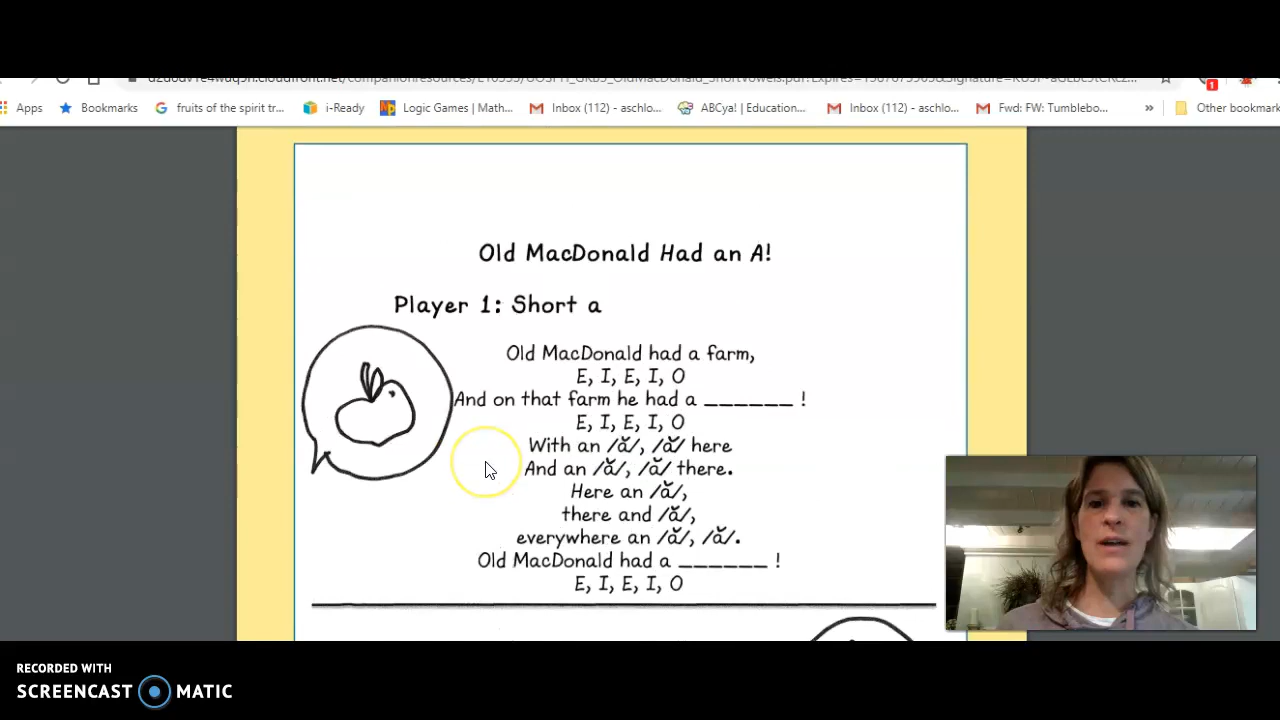 Apps
Bookmarks
fruits of the spirit tr...
i-Ready
Logic Games | Math...
Inbox (112) - aschlo...
ABCya! | Education...
Inbox (112) - aschlo...
Fwd: FW: Tumblebo...
»
Other bookmark
1
Old MacDonald Had an A!
Player 1: Short a
Old MacDonald had a farm,
E, I, E, I, O
And on that farm he had a ______ !
E, I, E, I, O
With an /ă/, /ă/ here
And an /ă/, /ă/ there.
Here an /ă/,
there and /ă/,
everywhere an /ă/, /ă/.
Old MacDonald had a ______ !
E, I, E, I, O
RECORDED WITH
SCREENCAST MATIC